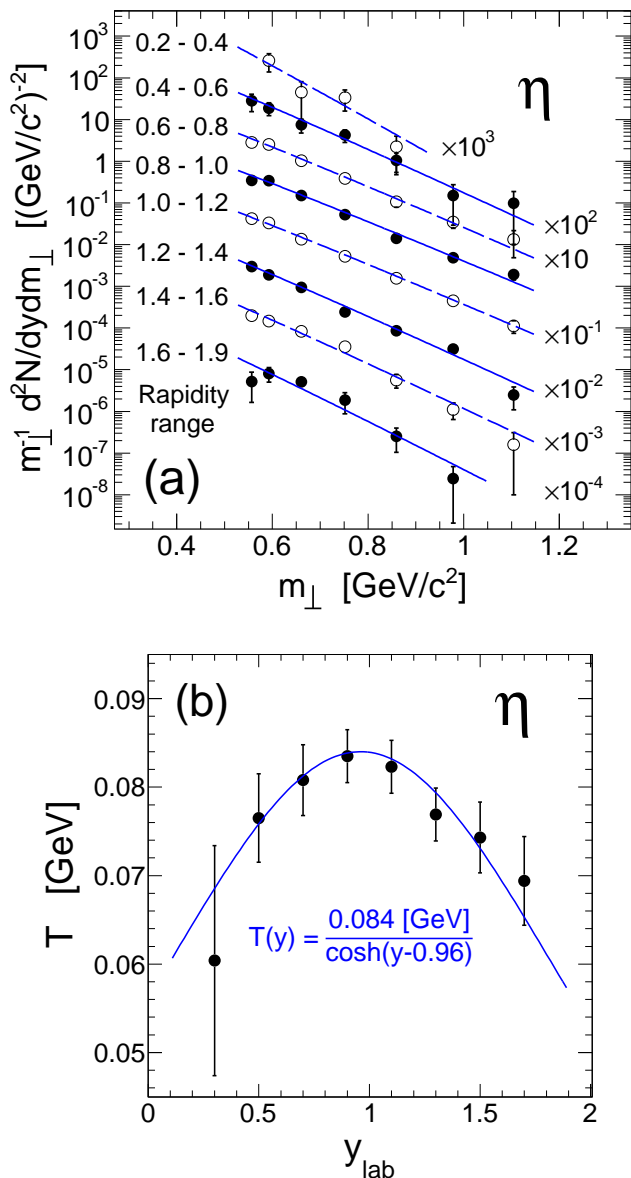 η
m⊥⁻¹ d²N/dydm⊥ [(GeV/c²)⁻²]
10³
10²
10
1
10⁻¹
10⁻²
10⁻³
10⁻⁴
10⁻⁵
10⁻⁶
10⁻⁷
10⁻⁸
0.2 - 0.4
0.4 - 0.6
0.6 - 0.8
0.8 - 1.0
1.0 - 1.2
1.2 - 1.4
1.4 - 1.6
1.6 - 1.9
Rapidity
range
×10³
×10²
×10
×10⁻¹
×10⁻²
×10⁻³
×10⁻⁴
(a)
0.4 0.6 0.8 1 1.2
m⊥ [GeV/c²]
(b)
η
T [GeV]
0.09
0.08
0.07
0.06
0.05
T(y) = 0.084 [GeV]
cosh(y-0.96)
0 0.5 1 1.5 2
y_lab